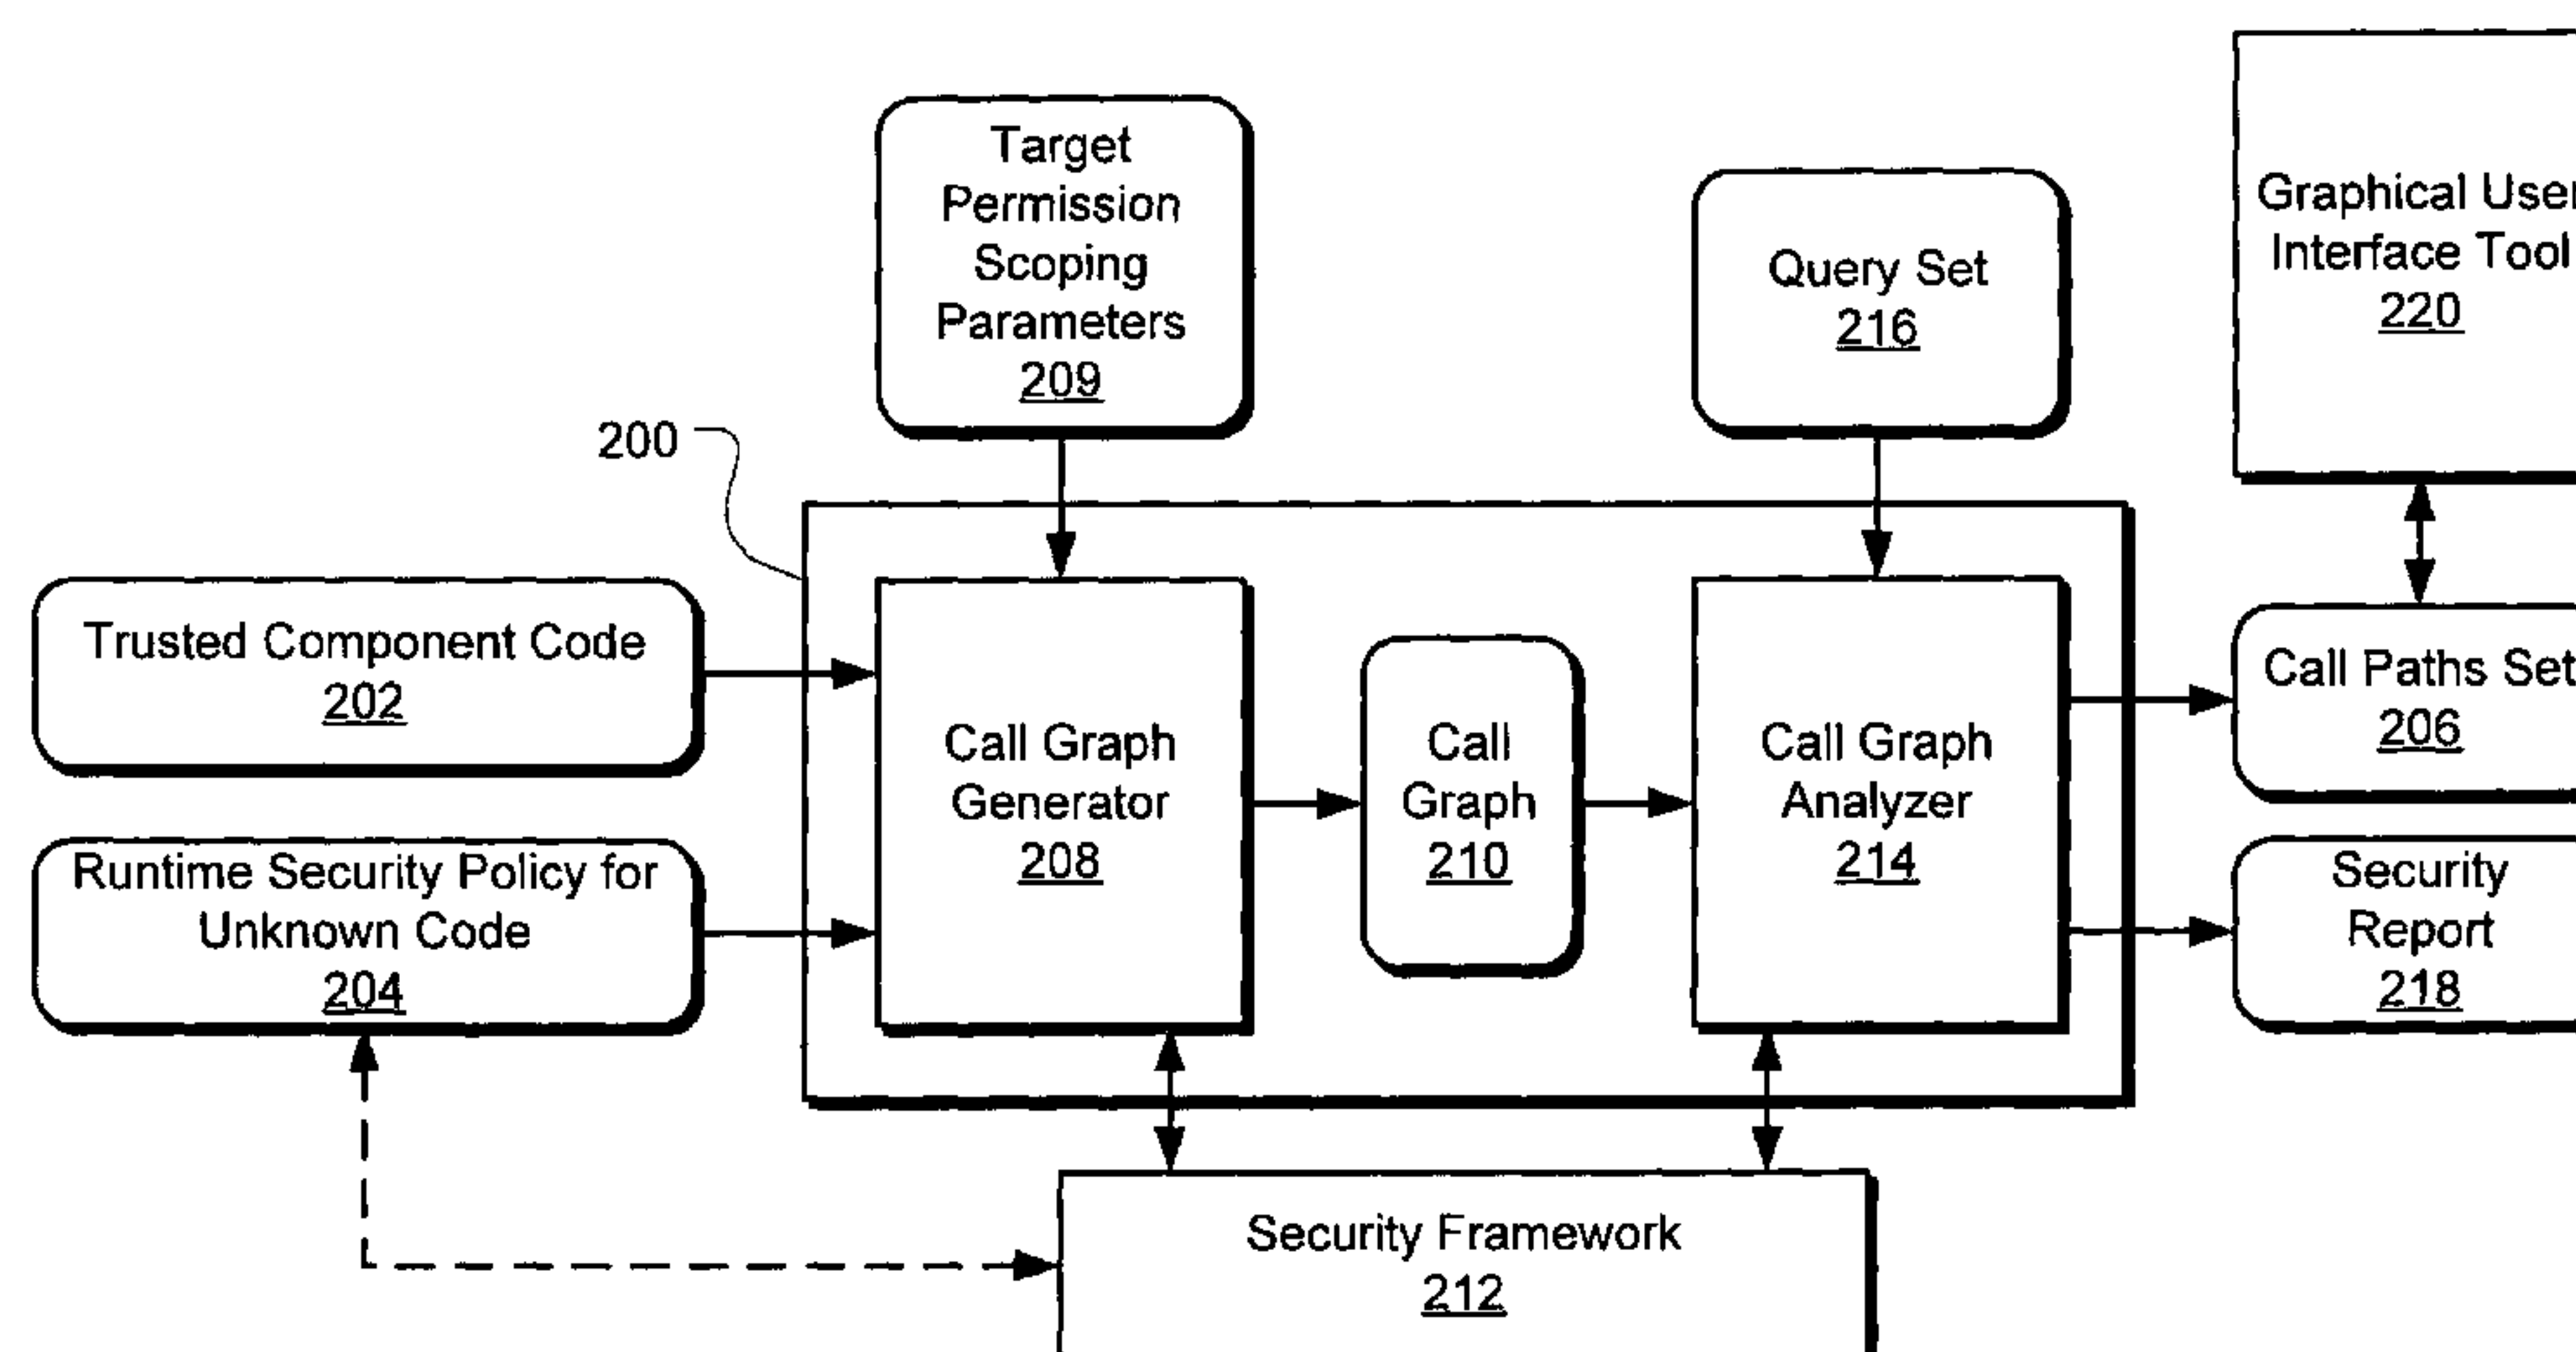 Target
Permission
Scoping
Parameters
209
Query Set
216
Graphical User
Interface Tool
220
200
Trusted Component Code
202
Runtime Security Policy for
Unknown Code
204
Call Graph
Generator
208
Call
Graph
210
Call Graph
Analyzer
214
Call Paths Set
206
Security
Report
218
Security Framework
212